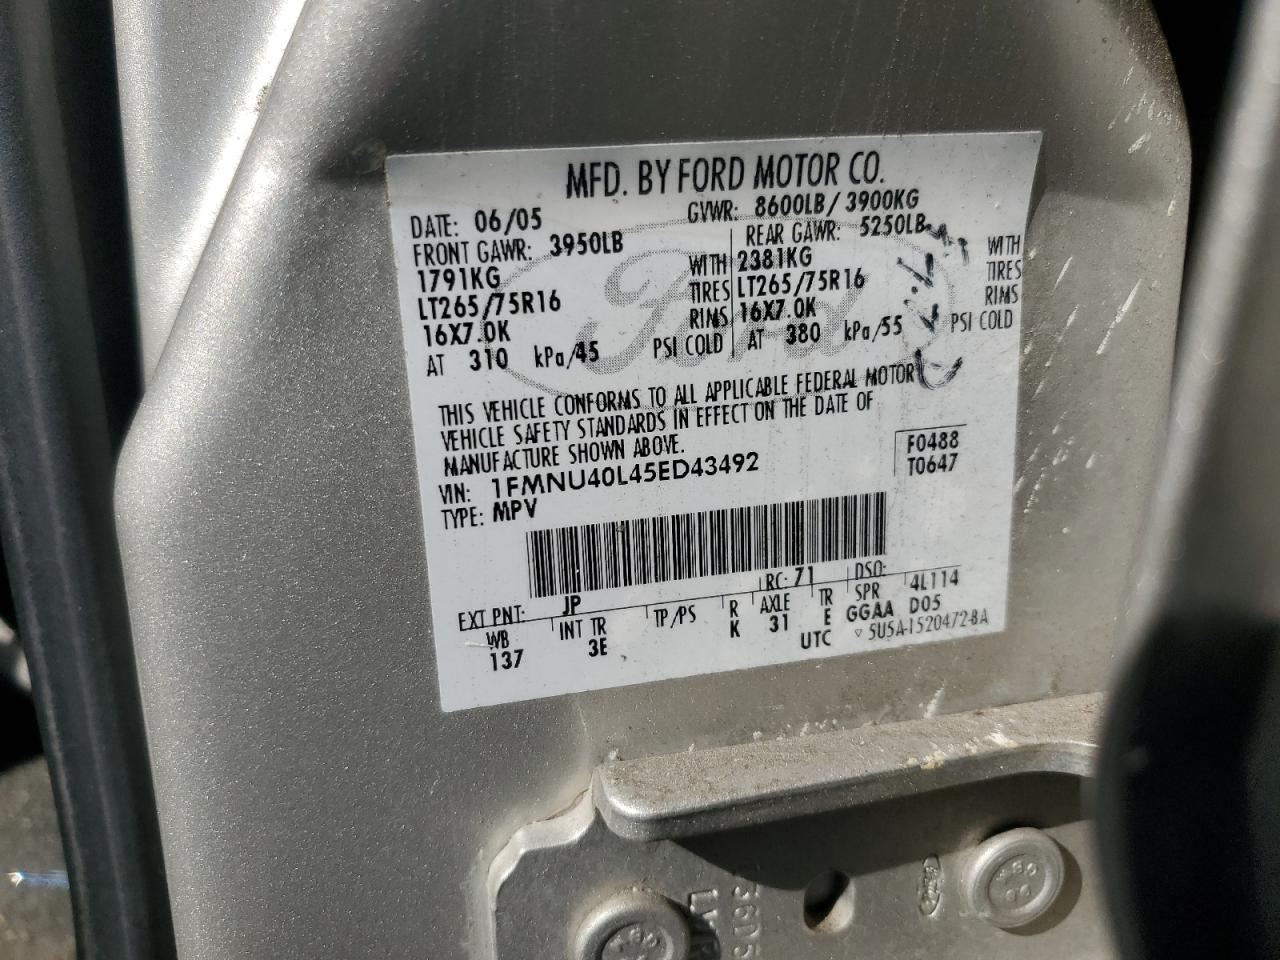 MFD. BY FORD MOTOR CO.
DATE: 06/05 GVWR: 8600LB/ 3900KG
FRONT GAWR: 3950LB REAR GAWR: 5250LB
1791KG WITH 2381KG WITH
LT265/75R16 TIRES LT265/75R16 TIRES
16X7.0K RIMS 16X7.0K RIMS
AT 310 kPa/45 PSI COLD AT 380 kPa/55 PSI COLD
THIS VEHICLE CONFORMS TO ALL APPLICABLE FEDERAL MOTOR
VEHICLE SAFETY STANDARDS IN EFFECT ON THE DATE OF
MANUFACTURE SHOWN ABOVE.
F0488
VIN: 1FMNU40L45ED43492 T0647
TYPE: MPV
EXT PNT: JP RC: 71 DSO:
WB INT TR TP/PS R AXLE TR SPR 4L114
137 3E K 31 E GGAA D05
UTC ▽ 5U5A-1520472-BA
Ford